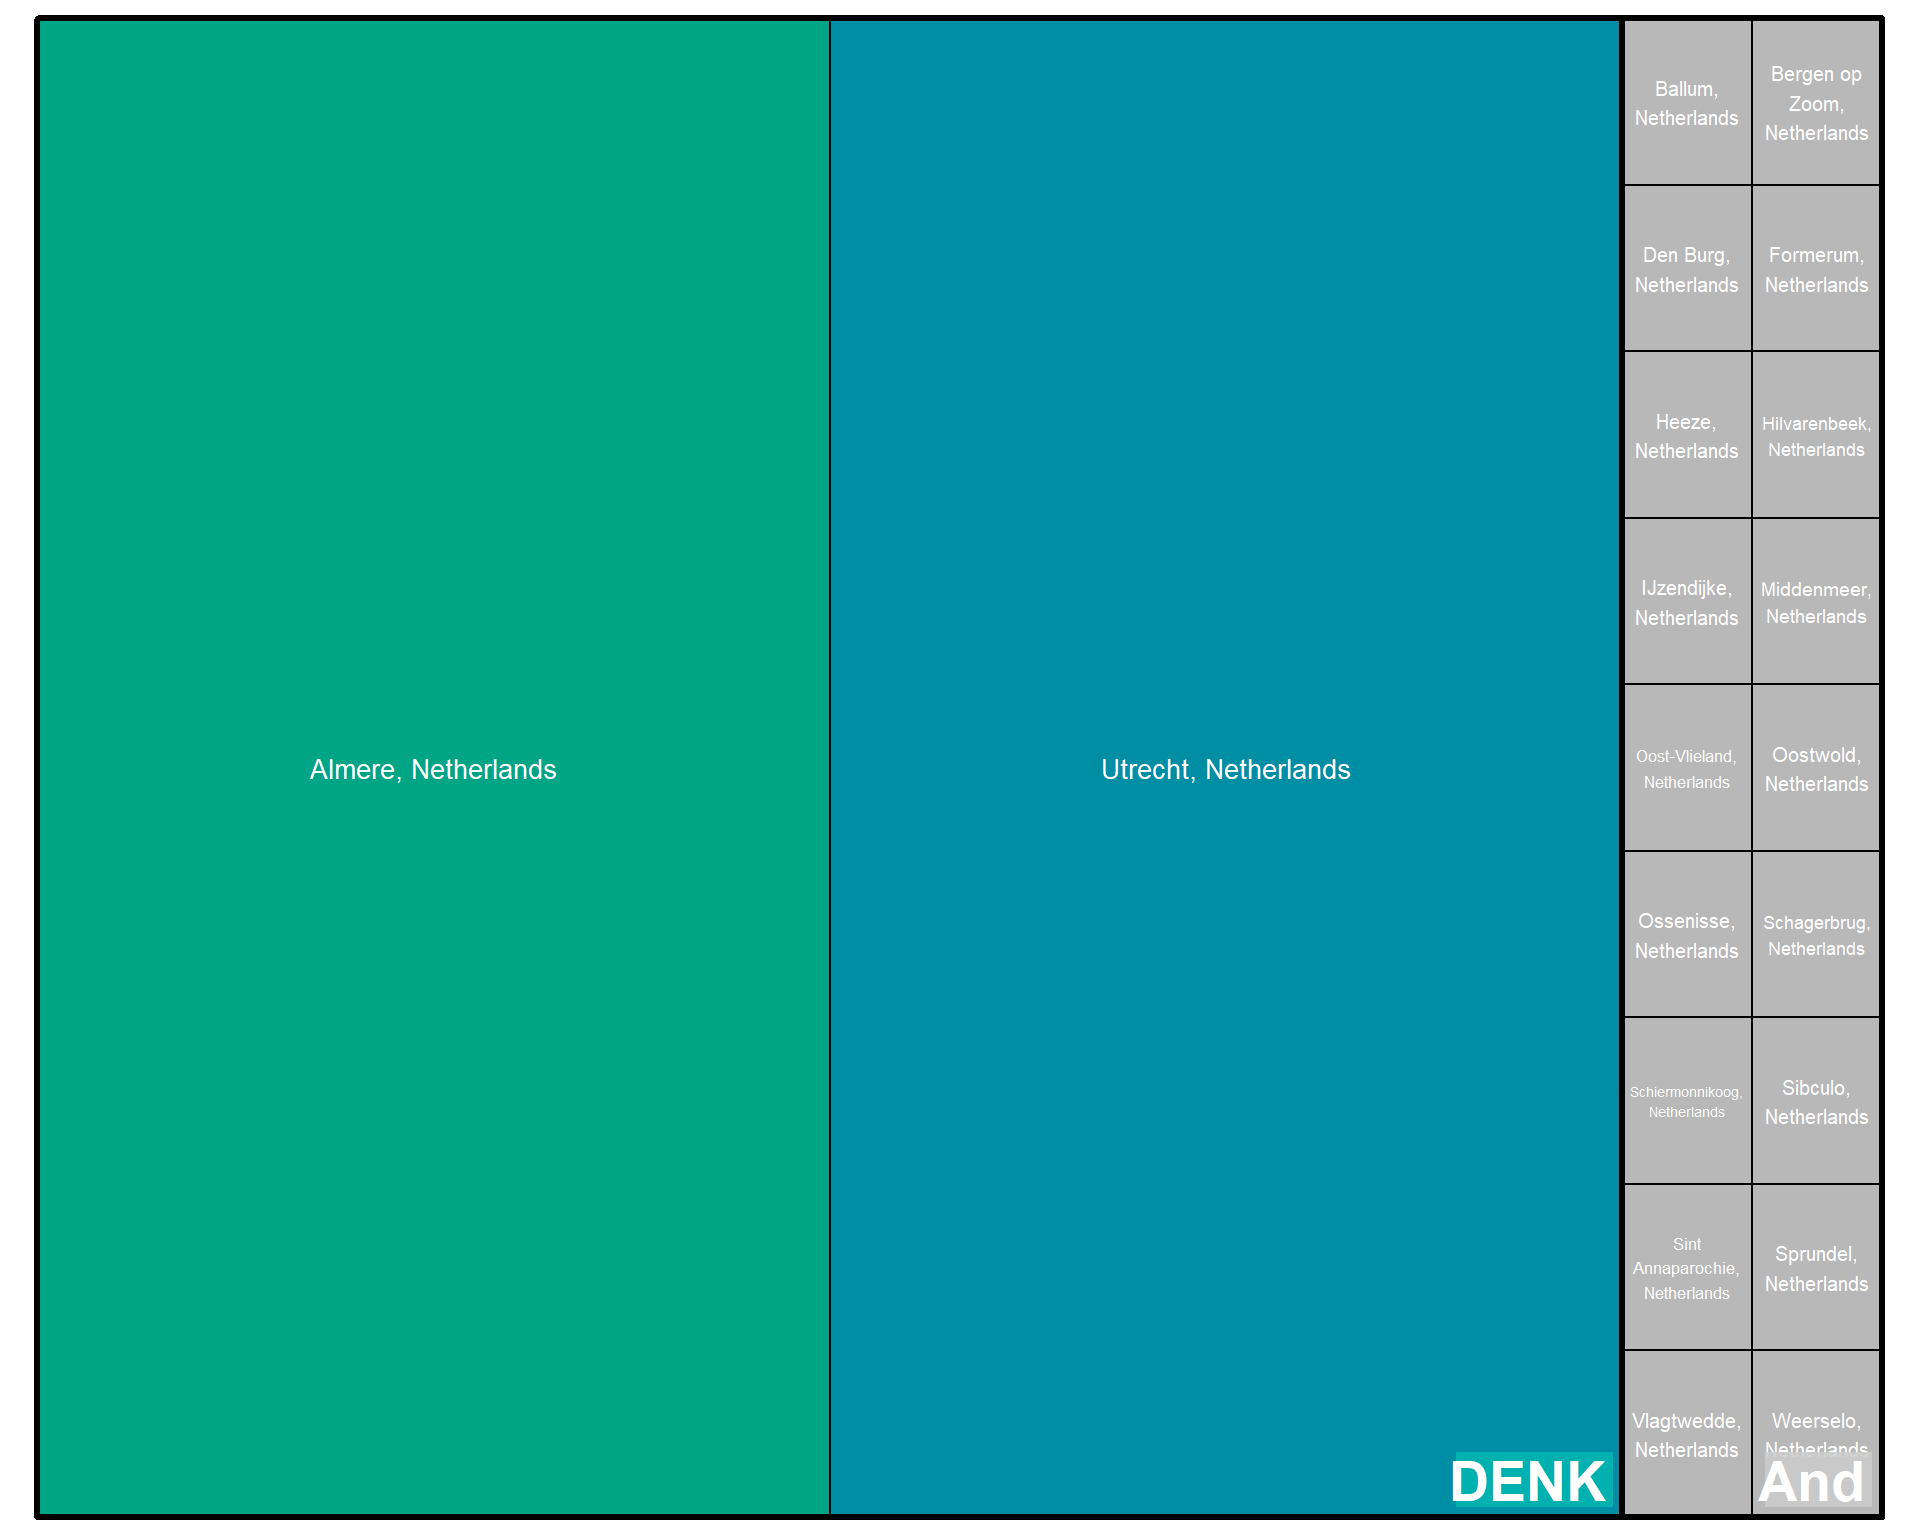 Almere, Netherlands
Utrecht, Netherlands
DENK
Ballum,
Netherlands
Bergen op
Zoom,
Netherlands
Den Burg,
Netherlands
Formerum,
Netherlands
Heeze,
Netherlands
Hilvarenbeek,
Netherlands
IJzendijke,
Netherlands
Middenmeer,
Netherlands
Oost-Vlieland,
Netherlands
Oostwold,
Netherlands
Ossenisse,
Netherlands
Schagerbrug,
Netherlands
Schiermonnikoog,
Netherlands
Sibculo,
Netherlands
Sint
Annaparochie,
Netherlands
Sprundel,
Netherlands
Vlagtwedde,
Netherlands
Weerselo,
Netherlands
And